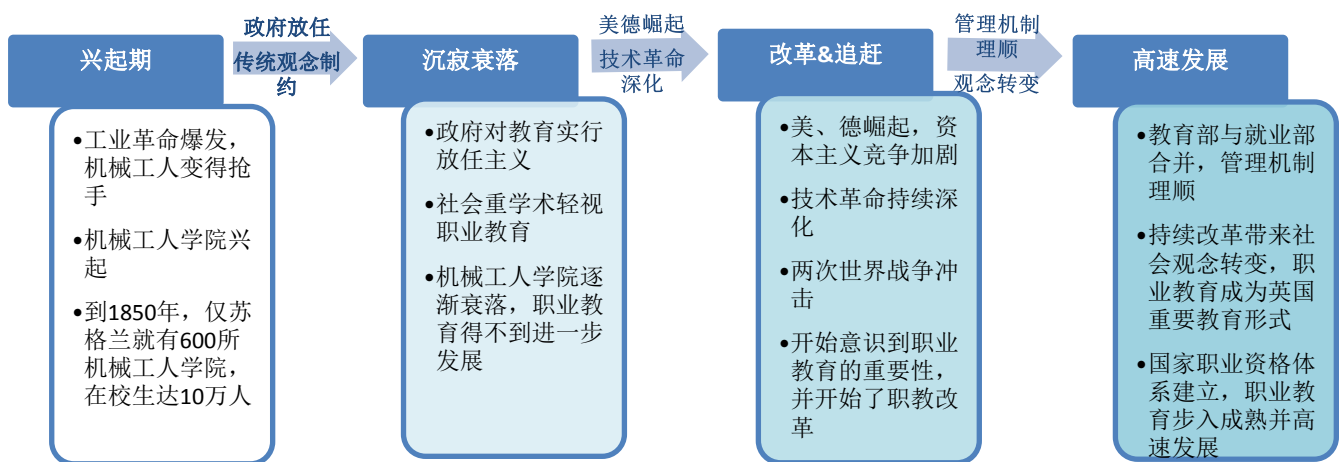 兴起期
政府放任
传统观念制
约
沉寂衰落
美德崛起
技术革命
深化
改革&追赶
管理机制
理顺
观念转变
高速发展
•工业革命爆发，
机械工人变得抢
手
•机械工人学院兴
起
•到1850年，仅苏
格兰就有600所
机械工人学院，
在校生达10万人
•政府对教育实行
放任主义
•社会重学术轻视
职业教育
•机械工人学院逐
渐衰落，职业教
育得不到进一步
发展
•美、德崛起，资
本主义竞争加剧
•技术革命持续深
化
•两次世界战争冲
击
•开始意识到职业
教育的重要性，
并开始了职教改
革
•教育部与就业部
合并，管理机制
理顺
•持续改革带来社
会观念转变，职
业教育成为英国
重要教育形式
•国家职业资格体
系建立，职业教
育步入成熟并高
速发展